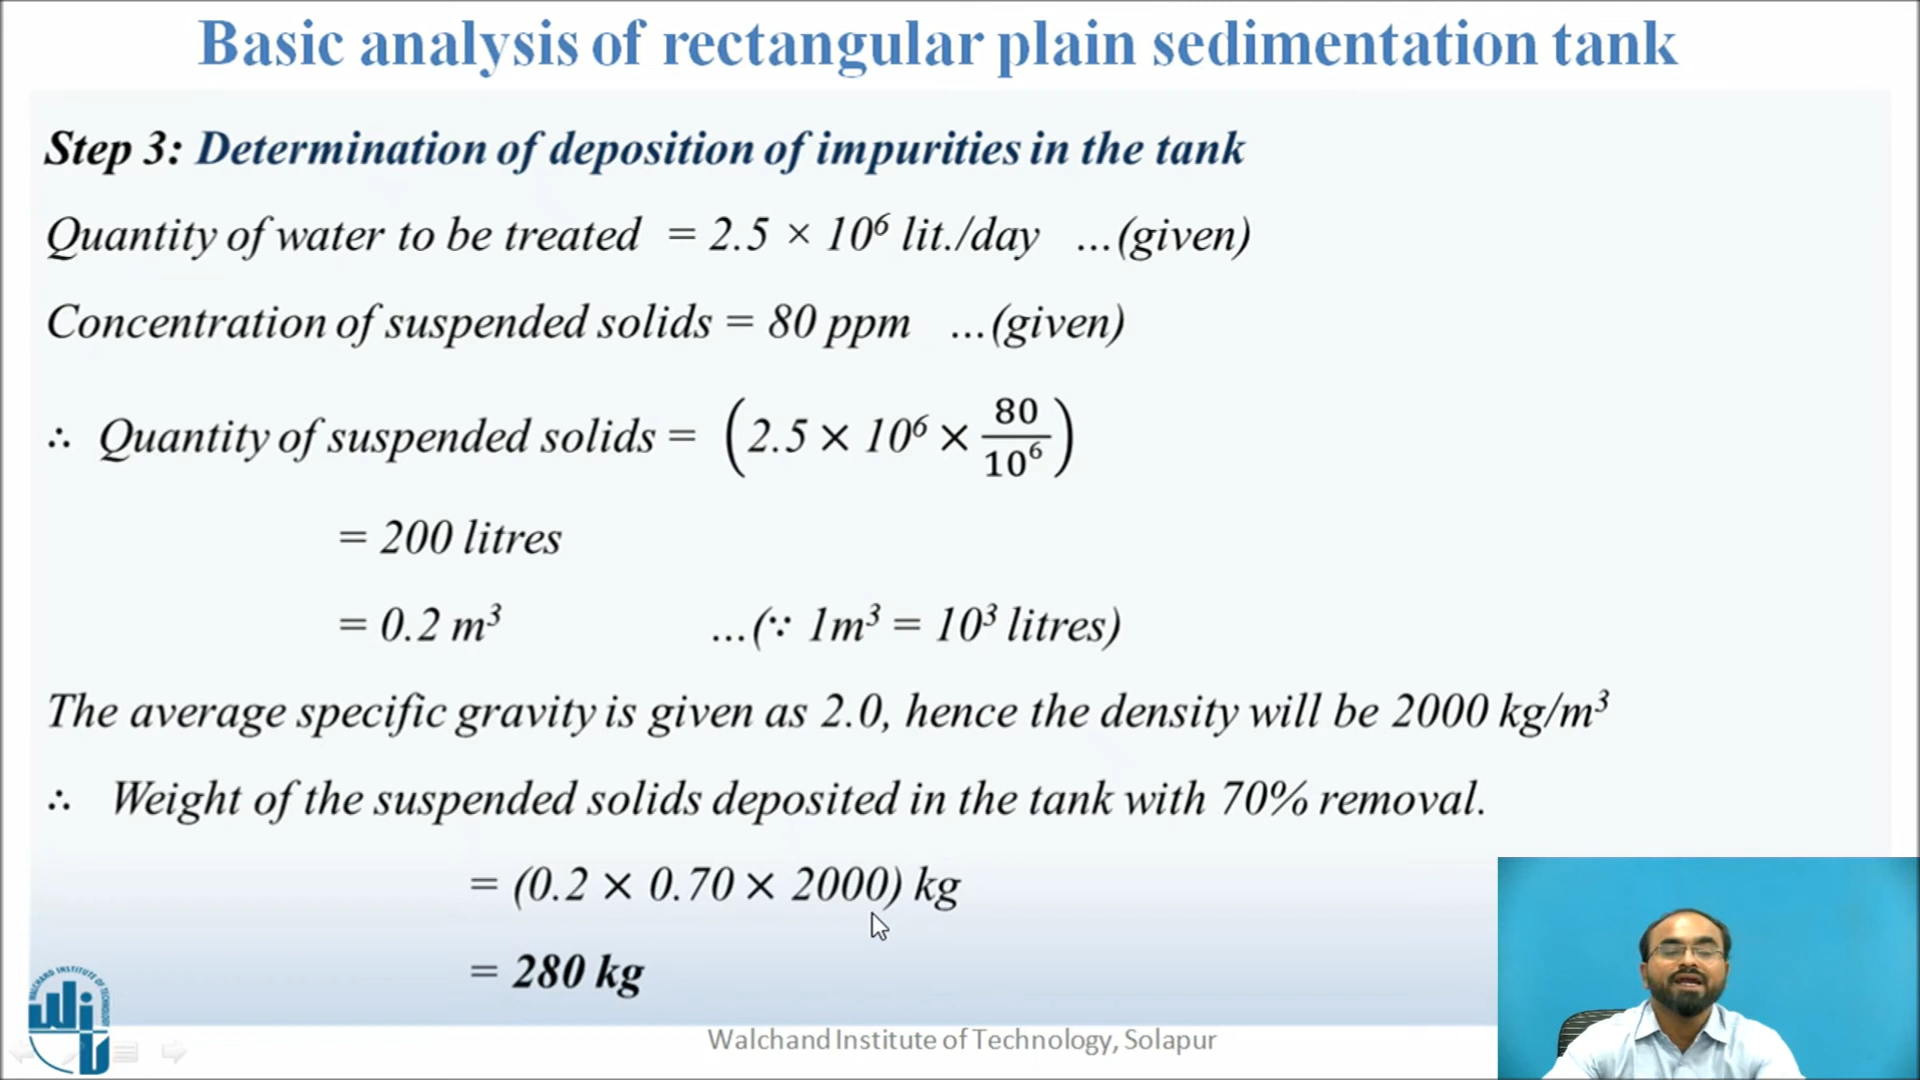 Basic analysis of rectangular plain sedimentation tank
Step 3: Determination of deposition of impurities in the tank
Quantity of water to be treated = 2.5 × 10⁶ lit./day ...(given)
Concentration of suspended solids = 80 ppm ...(given)
∴ Quantity of suspended solids = (2.5 × 10⁶ × 80/10⁶)
= 200 litres
= 0.2 m³ ...(∵ 1m³ = 10³ litres)
The average specific gravity is given as 2.0, hence the density will be 2000 kg/m³
∴ Weight of the suspended solids deposited in the tank with 70% removal.
= (0.2 × 0.70 × 2000) kg
= 280 kg
WALCHAND INSTITUTE OF TECHNOLOGY
Walchand Institute of Technology, Solapur